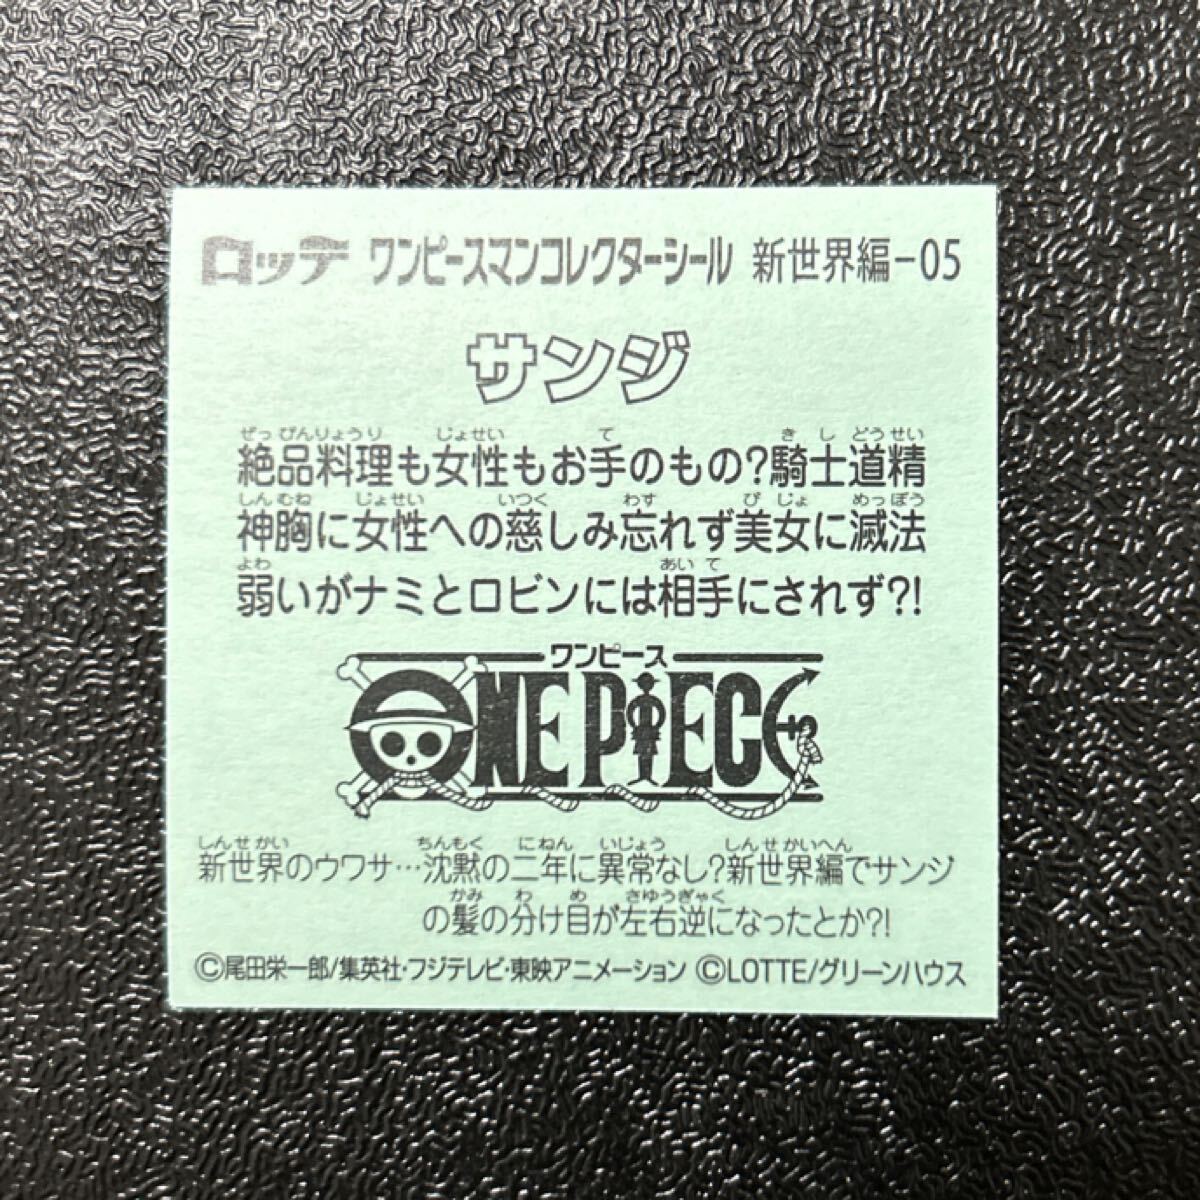 ロッテ ワンピースマンコレクターシール 新世界編-05
サンジ
ぜっぴんりょうり じょせい て きしどうせい
絶品料理も女性もお手のもの?騎士道精
しんむね じょせい いつく わす びじょ めっぽう
神胸に女性への慈しみ忘れず美女に滅法
よわ あいて
弱いがナミとロビンには相手にされず?!
ワンピース
ONE PIECE
しんせかい ちんもく にねん いじょう しんせかいへん
新世界のウワサ…沈黙の二年に異常なし?新世界編でサンジ
かみ わ め さゆうぎゃく
の髪の分け目が左右逆になったとか?!
©尾田栄一郎/集英社・フジテレビ・東映アニメーション ©LOTTE/グリーンハウス